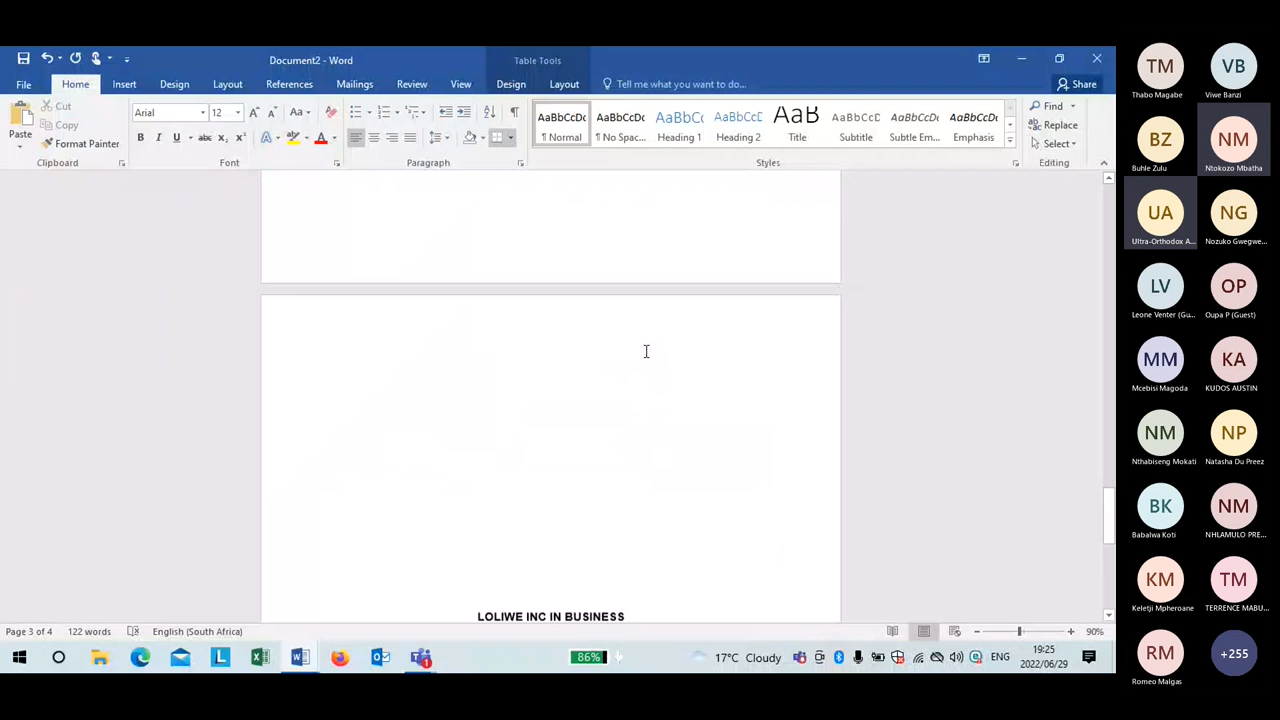 Document2 - Word
Table Tools
File
Home
Insert
Design
Layout
References
Mailings
Review
View
Design
Layout
Tell me what you want to do...
Share
Paste
Cut
Copy
Format Painter
Clipboard
Arial
12
Font
Paragraph
AaBbCcDc
¶ Normal
AaBbCcDc
¶ No Spac...
AaBbCc
Heading 1
AaBbCcD
Heading 2
AaB
Title
AaBbCcD
Subtitle
AaBbCcDc
Subtle Em...
AaBbCcDc
Emphasis
Styles
Find
Replace
Select
Editing
LOLIWE INC IN BUSINESS
Page 3 of 4
122 words
English (South Africa)
90%
86%
17°C Cloudy
ENG
19:25
2022/06/29
TM
Thabo Magabe
VB
Viwe Banzi
BZ
Buhle Zulu
NM
Ntokozo Mbatha
UA
Ultra-Orthodox A...
NG
Nozuko Gwegwe...
LV
Leone Venter (Gu...
OP
Oupa P (Guest)
MM
Mcebisi Magoda
KA
KUDOS AUSTIN
NM
Nthabiseng Mokati
NP
Natasha Du Preez
BK
Babalwa Koti
NM
NHLAMULO PRE...
KM
Keletji Mpheroane
TM
TERRENCE MABU...
RM
Romeo Malgas
+255